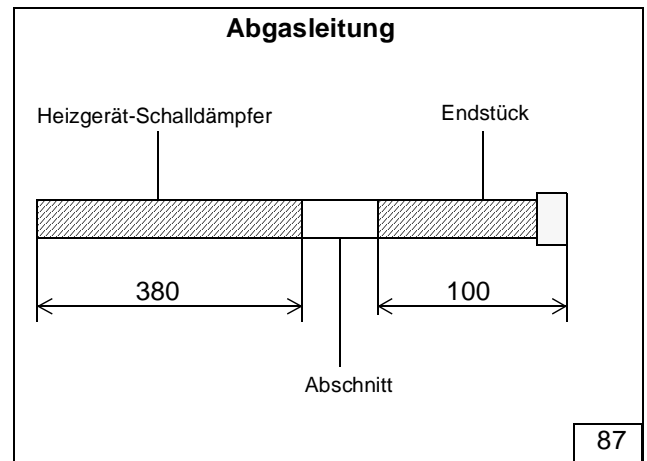 Abgasleitung
Heizgerät-Schalldämpfer
Endstück
380
100
Abschnitt
87